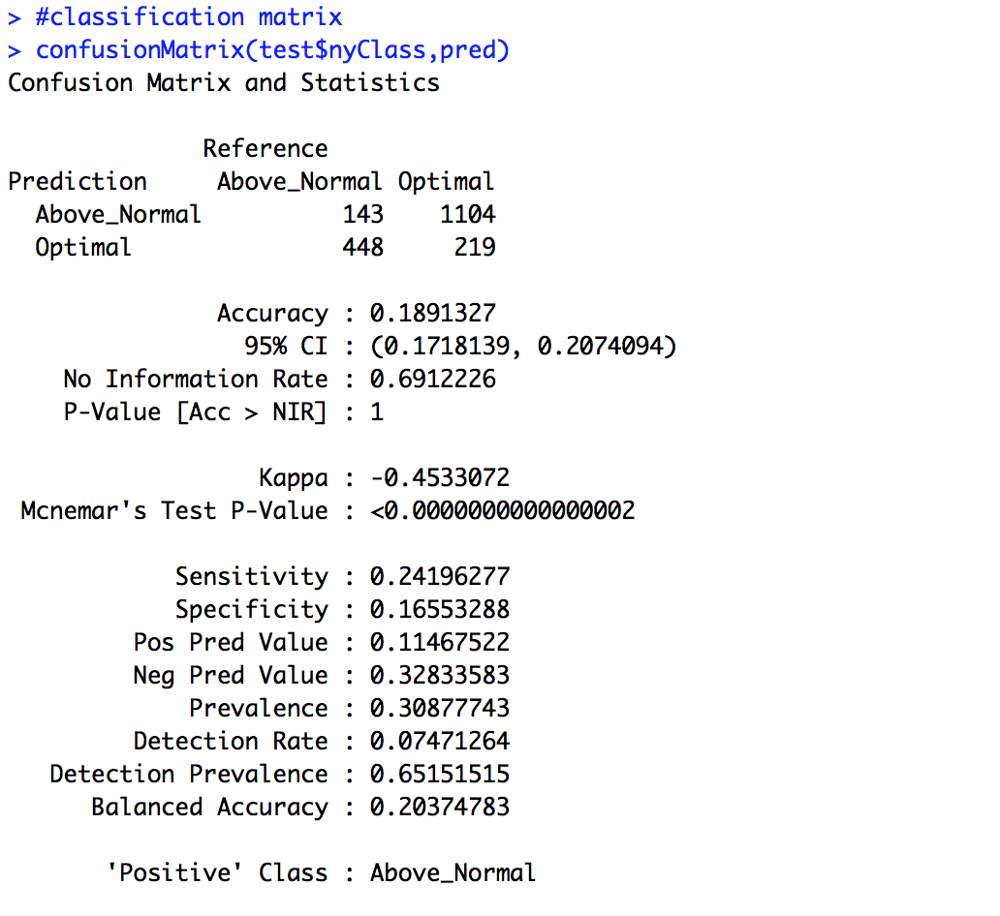 > #classification matrix
> confusionMatrix(test$nyClass,pred)
Confusion Matrix and Statistics
Reference
Prediction Above_Normal Optimal
Above_Normal 143 1104
Optimal 448 219
Accuracy : 0.1891327
95% CI : (0.1718139, 0.2074094)
No Information Rate : 0.6912226
P-Value [Acc > NIR] : 1
Kappa : -0.4533072
Mcnemar's Test P-Value : <0.0000000000000002
Sensitivity : 0.24196277
Specificity : 0.16553288
Pos Pred Value : 0.11467522
Neg Pred Value : 0.32833583
Prevalence : 0.30877743
Detection Rate : 0.07471264
Detection Prevalence : 0.65151515
Balanced Accuracy : 0.20374783
'Positive' Class : Above_Normal